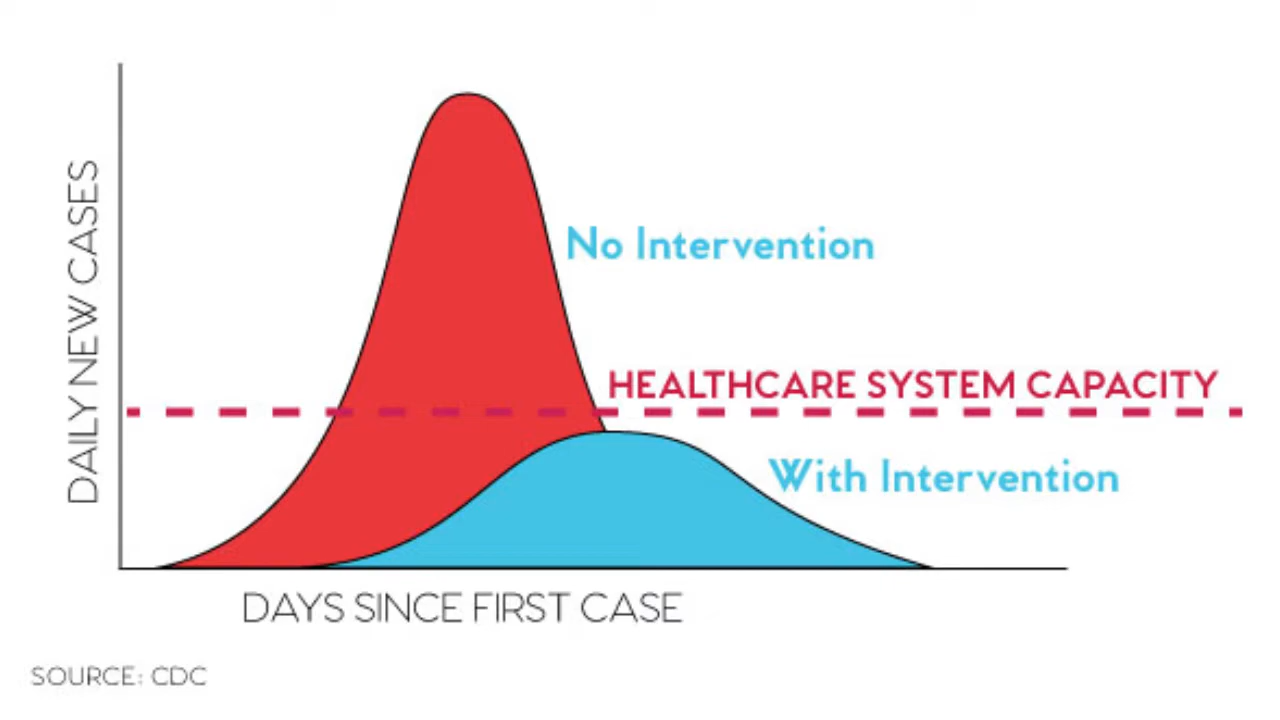 DAILY NEW CASES
No Intervention
HEALTHCARE SYSTEM CAPACITY
With Intervention
DAYS SINCE FIRST CASE
SOURCE: CDC